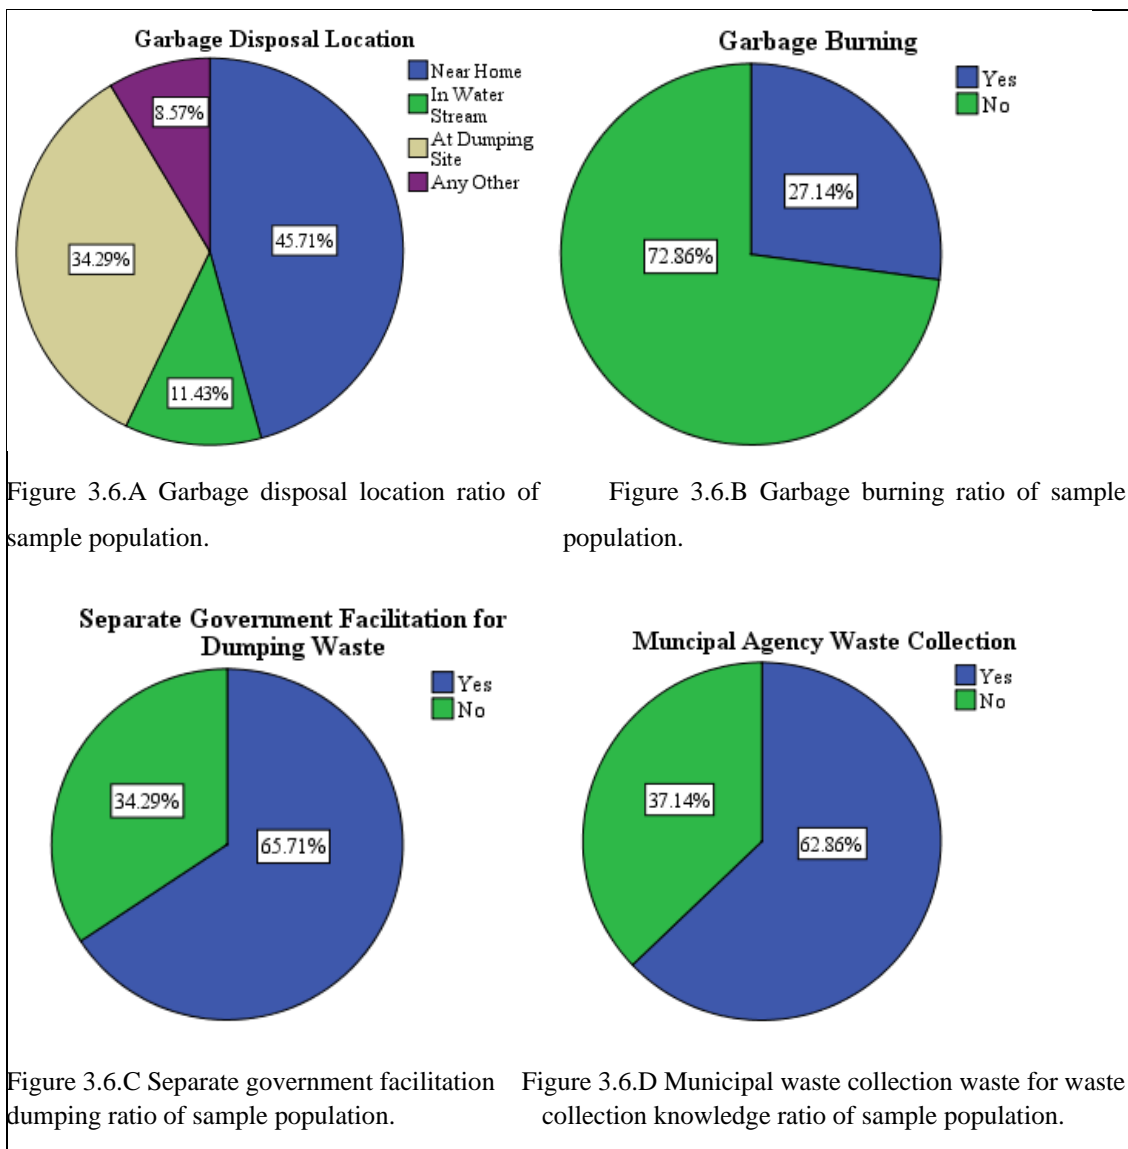 Garbage Disposal Location
Near Home
In Water
Stream
At Dumping
Site
Any Other
8.57%
45.71%
34.29%
11.43%
Garbage Burning
Yes
No
27.14%
72.86%
Figure 3.6.A Garbage disposal location ratio of
sample population.
Figure 3.6.B Garbage burning ratio of sample
population.
Separate Government Facilitation for
Dumping Waste
Yes
No
34.29%
65.71%
Muncipal Agency Waste Collection
Yes
No
37.14%
62.86%
Figure 3.6.C Separate government facilitation
dumping ratio of sample population.
Figure 3.6.D Municipal waste collection waste for waste
collection knowledge ratio of sample population.